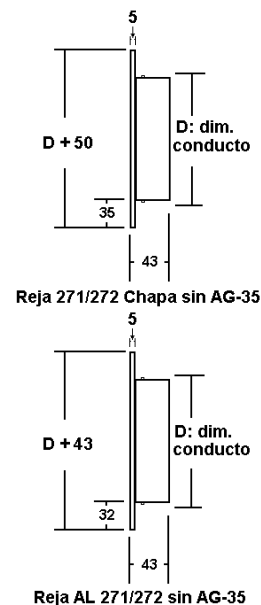 5
D + 50
D: dim.
conducto
35
43
Reja 271/272 Chapa sin AG-35
5
D + 43
D: dim.
conducto
32
43
Reja AL 271/272 sin AG-35